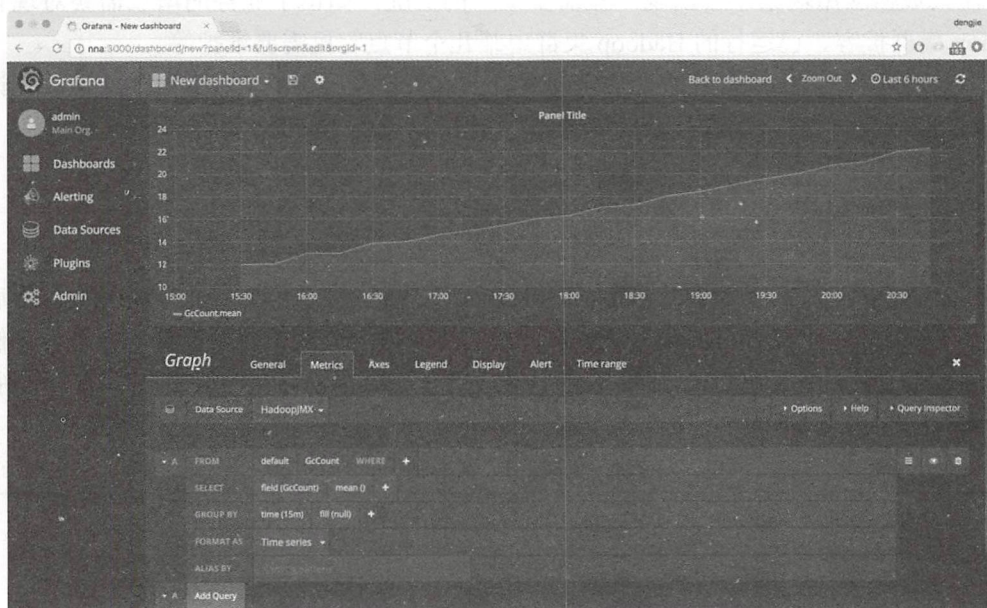 Grafana - New dashboard ×
dengjie
nna:3000/dashboard/new?panelId=1&fullscreen&edit&orgId=1
Grafana
New dashboard
Back to dashboard
Zoom Out
Last 6 hours
admin
Main Org.
Dashboards
Alerting
Data Sources
Plugins
Admin
Panel Title
24
22
20
18
16
14
12
10
15:00 15:30 16:00 16:30 17:00 17:30 18:00 18:30 19:00 19:30 20:00 20:30
GcCount.mean
Graph General Metrics Axes Legend Display Alert Time range
Data Source HadoopJMX Options Help Query Inspector
A FROM default GcCount WHERE +
SELECT field (GcCount) mean () +
GROUP BY time (15m) fill (null) +
FORMAT AS Time series
ALIAS BY Naming pattern
A Add Query